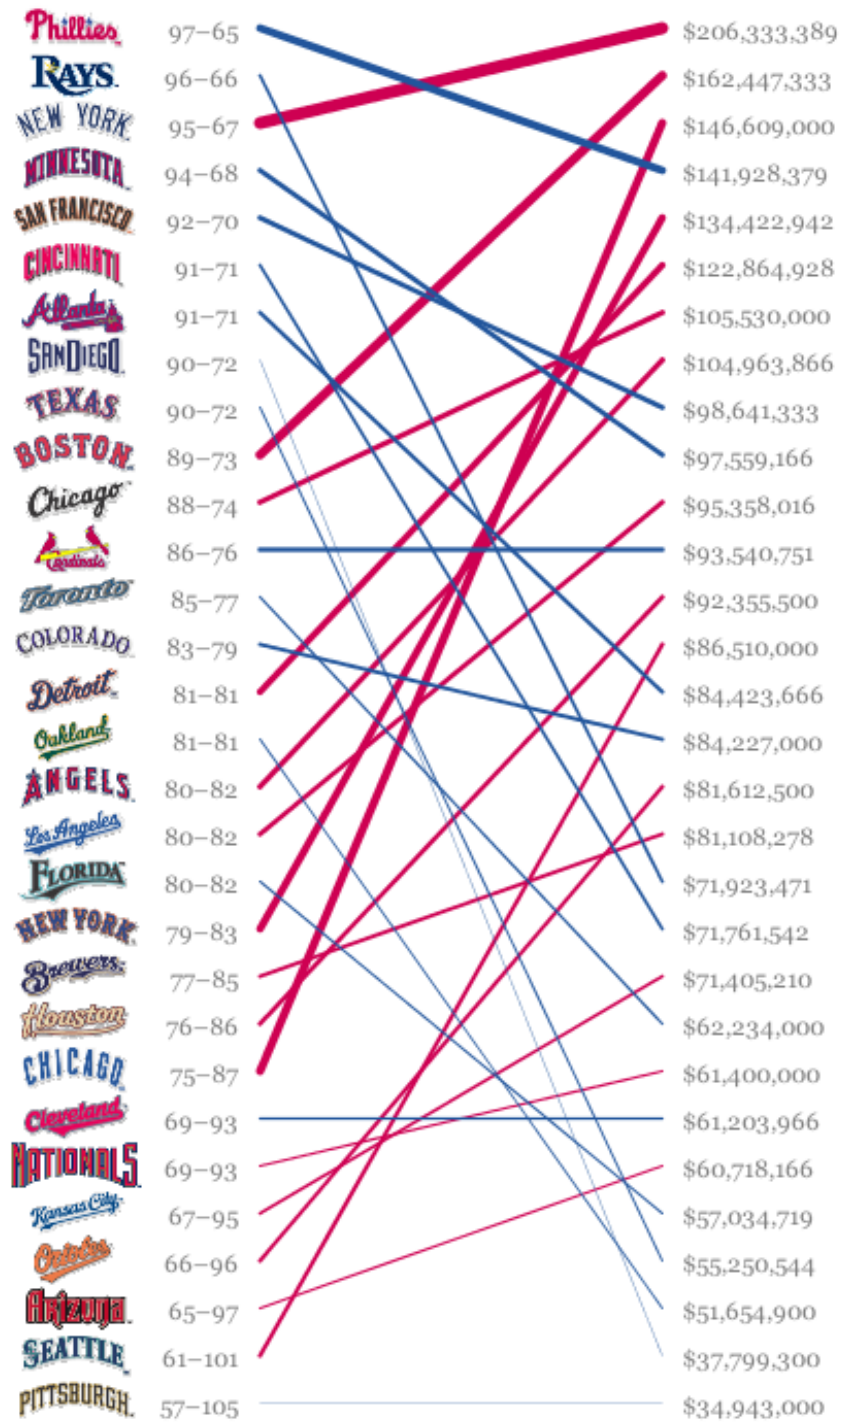 Phillies 97–65 $206,333,389
RAYS 96–66 $162,447,333
NEW YORK 95–67 $146,609,000
MINNESOTA 94–68 $141,928,379
SAN FRANCISCO 92–70 $134,422,942
CINCINNATI 91–71 $122,864,928
Atlanta 91–71 $105,530,000
SAN DIEGO 90–72 $104,963,866
TEXAS 90–72 $98,641,333
BOSTON 89–73 $97,559,166
Chicago 88–74 $95,358,016
Cardinals 86–76 $93,540,751
Toronto 85–77 $92,355,500
COLORADO 83–79 $86,510,000
Detroit 81–81 $84,423,666
Oakland 81–81 $84,227,000
ANGELS 80–82 $81,612,500
Los Angeles 80–82 $81,108,278
FLORIDA 80–82 $71,923,471
NEW YORK 79–83 $71,761,542
Brewers 77–85 $71,405,210
Houston 76–86 $62,234,000
CHICAGO 75–87 $61,400,000
Cleveland 69–93 $61,203,966
NATIONALS 69–93 $60,718,166
Kansas City 67–95 $57,034,719
Orioles 66–96 $55,250,544
ARIZONA 65–97 $51,654,900
SEATTLE 61–101 $37,799,300
PITTSBURGH 57–105 $34,943,000